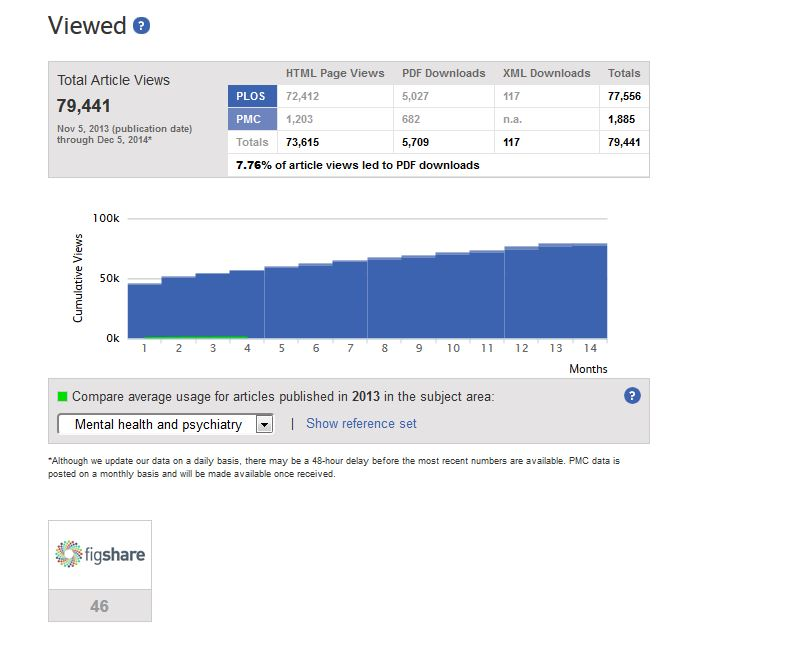 Viewed ?
Total Article Views
79,441
Nov 5, 2013 (publication date)
through Dec 5, 2014*
HTML Page Views PDF Downloads XML Downloads Totals
PLOS 72,412 5,027 117 77,556
PMC 1,203 682 n.a. 1,885
Totals 73,615 5,709 117 79,441
7.76% of article views led to PDF downloads
100k
50k
0k
Cumulative Views
1 2 3 4 5 6 7 8 9 10 11 12 13 14
Months
Compare average usage for articles published in 2013 in the subject area: ?
Mental health and psychiatry | Show reference set
*Although we update our data on a daily basis, there may be a 48-hour delay before the most recent numbers are available. PMC data is
posted on a monthly basis and will be made available once received.
figshare
46